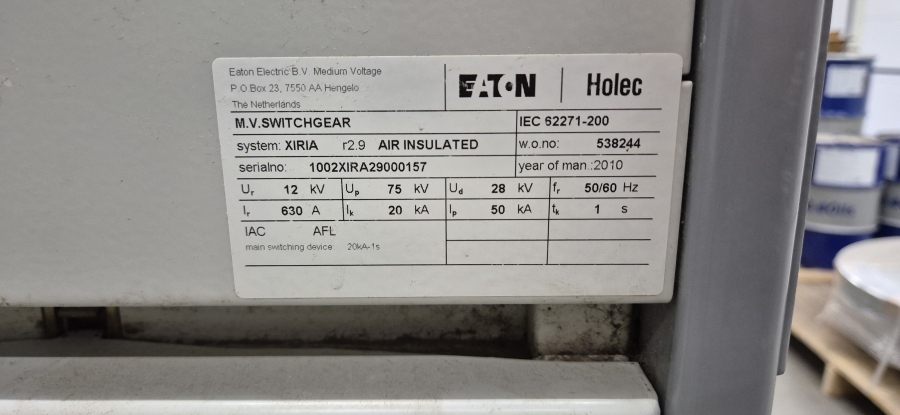 Eaton Electric B.V. Medium Voltage
P.O.Box 23, 7550 AA Hengelo
The Netherlands
EATON | Holec
M.V.SWITCHGEAR IEC 62271-200
system: XIRIA r2.9 AIR INSULATED w.o.no: 538244
serialno: 1002XIRA29000157 year of man.:2010
Ur 12 kV Up 75 kV Ud 28 kV fr 50/60 Hz
Ir 630 A Ik 20 kA Ip 50 kA tk 1 s
IAC AFL
main switching device: 20kA-1s